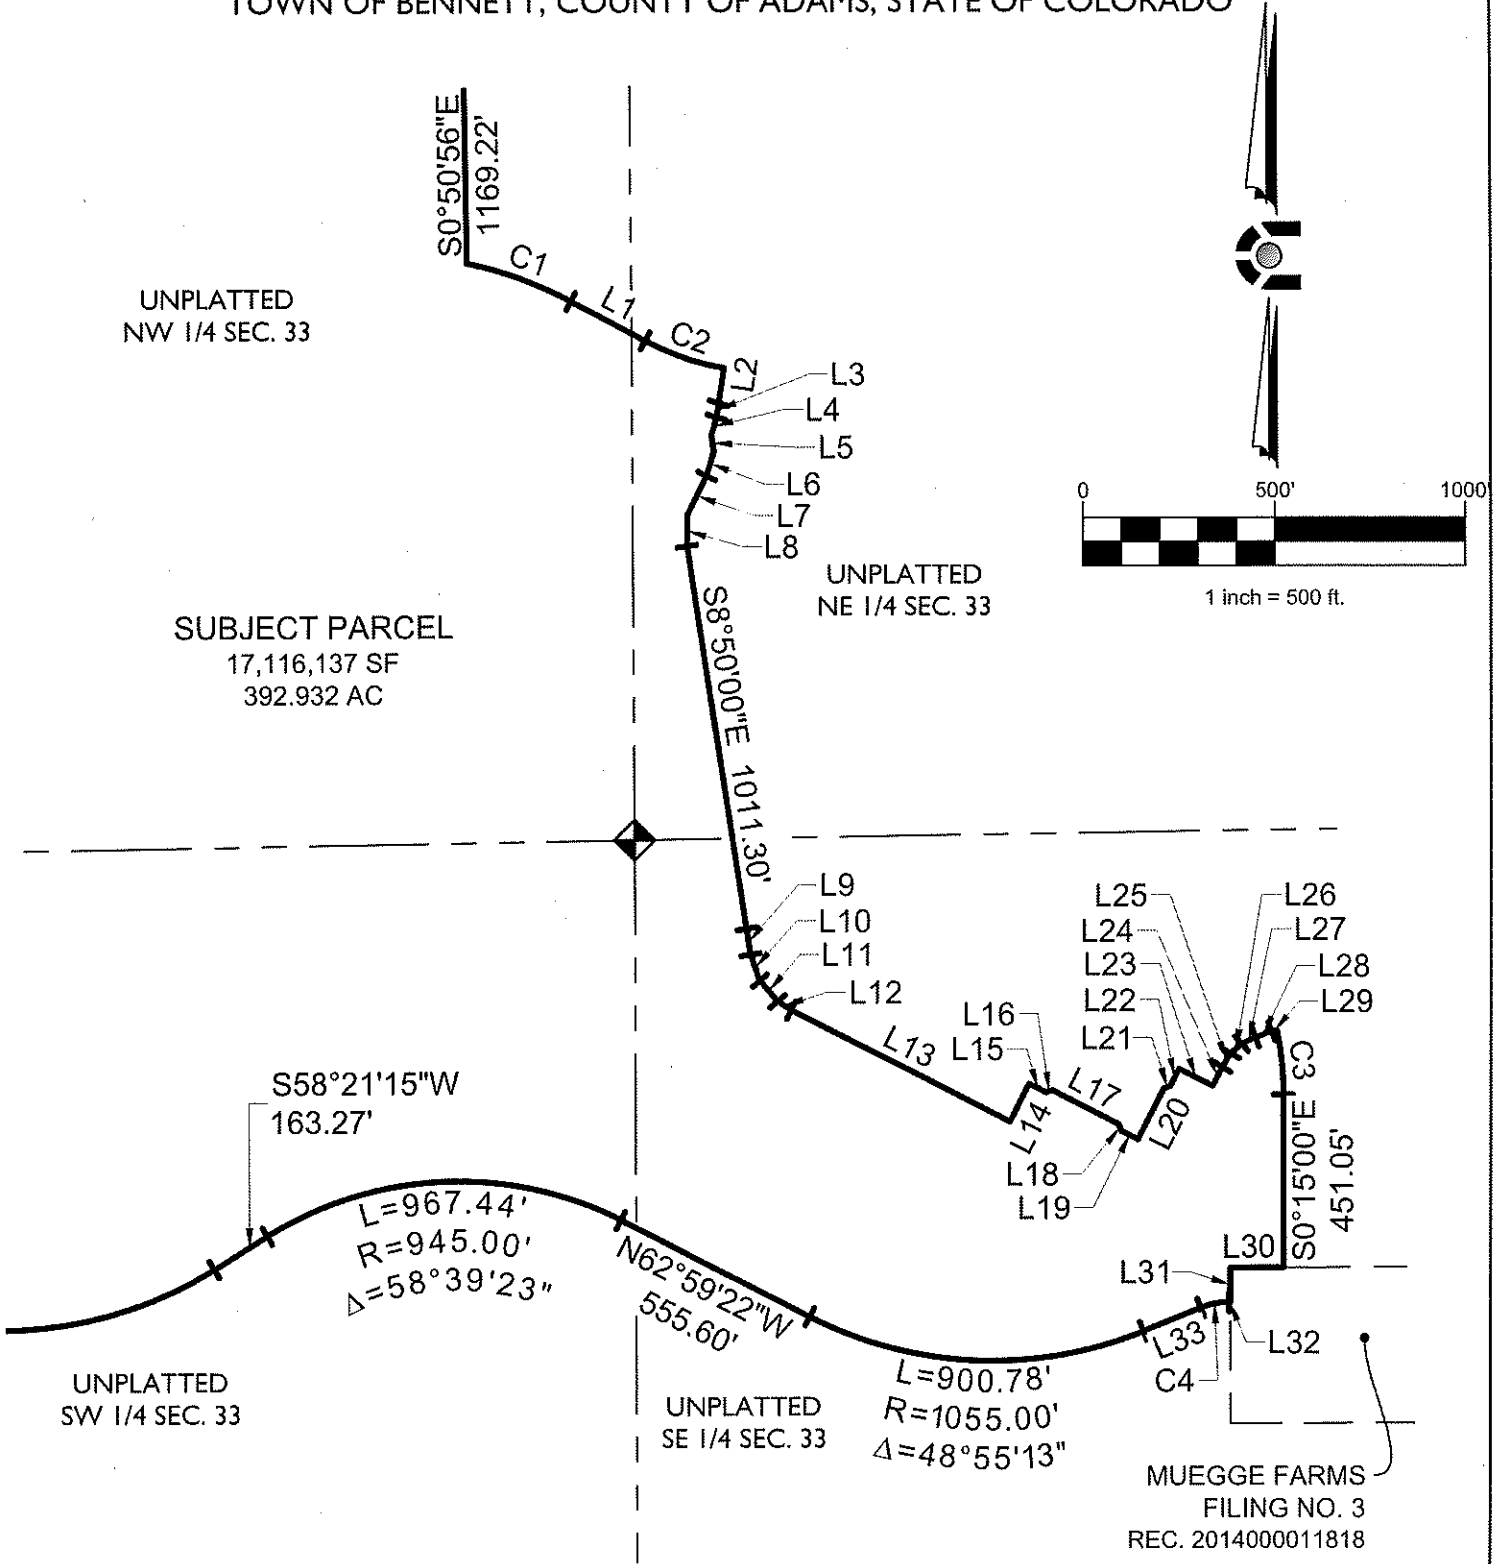 TOWN OF BENNETT, COUNTY OF ADAMS, STATE OF COLORADO
S0°50'56"E
1169.22'
C1
L1
C2
L2
L3
L4
L5
L6
L7
L8
UNPLATTED
NW 1/4 SEC. 33
0 500' 1000'
1 inch = 500 ft.
UNPLATTED
NE 1/4 SEC. 33
SUBJECT PARCEL
17,116,137 SF
392.932 AC
S8°50'00"E 1011.30'
L9
L10
L11
L12
L13
L14
L15
L16
L17
L18
L19
L20
L21
L22
L23
L24
L25
L26
L27
L28
L29
C3
S0°15'00"E
451.05'
L30
L31
L32
L33
C4
S58°21'15"W
163.27'
L=967.44'
R=945.00'
Δ=58°39'23"
N62°59'22"W
555.60'
L=900.78'
R=1055.00'
Δ=48°55'13"
UNPLATTED
SW 1/4 SEC. 33
UNPLATTED
SE 1/4 SEC. 33
MUEGGE FARMS
FILING NO. 3
REC. 2014000011818